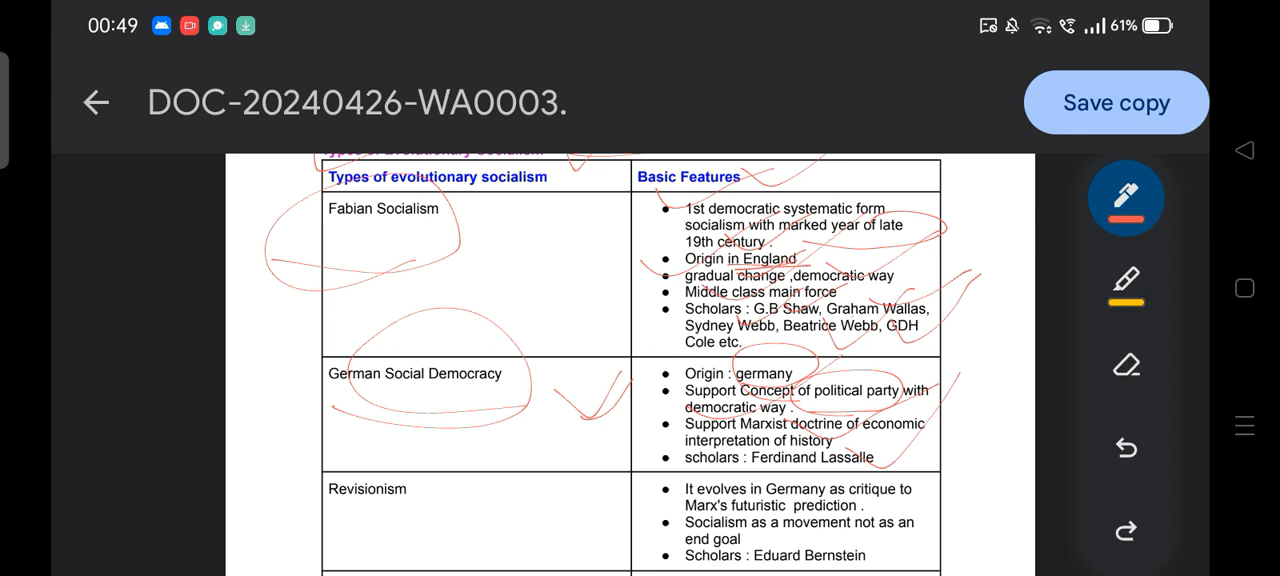 00:49
61%
DOC-20240426-WA0003.
Save copy
Types of Evolutionary Socialism
Types of evolutionary socialism
Basic Features
Fabian Socialism
● 1st democratic systematic form
socialism with marked year of late
19th century .
● Origin in England
● gradual change ,democratic way
● Middle class main force
● Scholars : G.B Shaw, Graham Wallas,
Sydney Webb, Beatrice Webb, GDH
Cole etc.
German Social Democracy
● Origin : germany
● Support Concept of political party with
democratic way .
● Support Marxist doctrine of economic
interpretation of history
● scholars : Ferdinand Lassalle
Revisionism
● It evolves in Germany as critique to
Marx's futuristic prediction .
● Socialism as a movement not as an
end goal
● Scholars : Eduard Bernstein